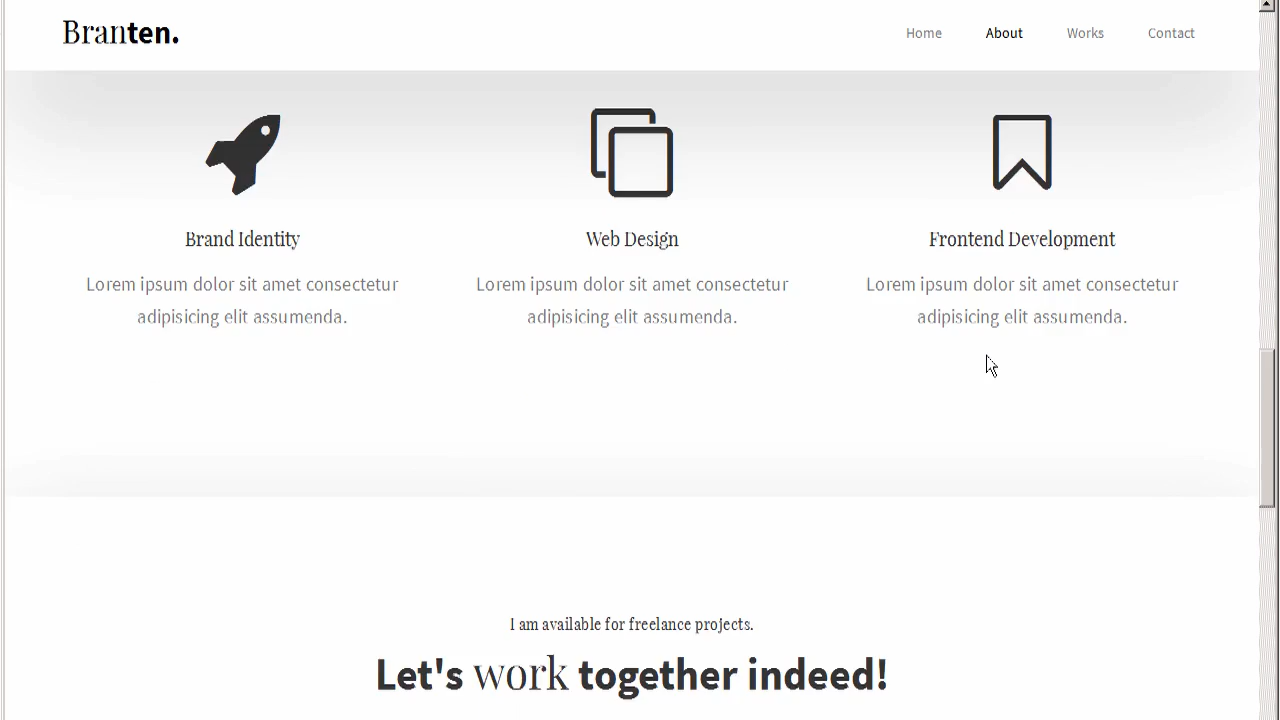 Branten.
Home About Works Contact
Brand Identity
Lorem ipsum dolor sit amet consectetur
adipisicing elit assumenda.
Web Design
Lorem ipsum dolor sit amet consectetur
adipisicing elit assumenda.
Frontend Development
Lorem ipsum dolor sit amet consectetur
adipisicing elit assumenda.
I am available for freelance projects.
Let's work together indeed!